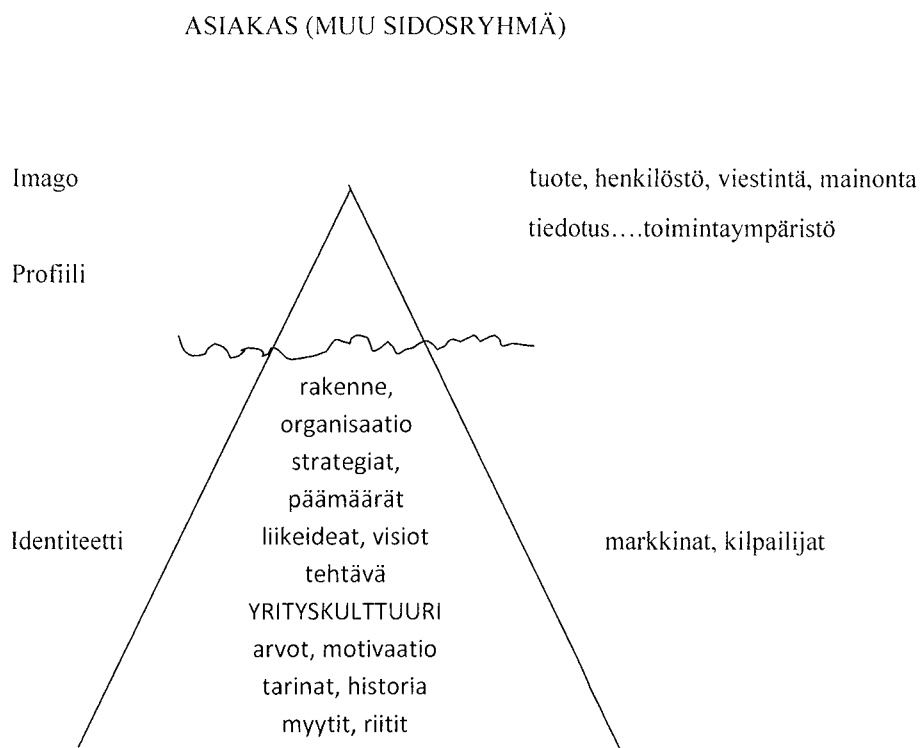 ASIAKAS (MUU SIDOSRYHMÄ)
Imago
tuote, henkilöstö, viestintä, mainonta
tiedotus....toimintaympäristö
Profiili
rakenne,
organisaatio
strategiat,
päämäärät
Identiteetti
liikeideat, visiot
markkinat, kilpailijat
tehtävä
YRITYSKULTTUURI
arvot, motivaatio
tarinat, historia
myytit, riitit